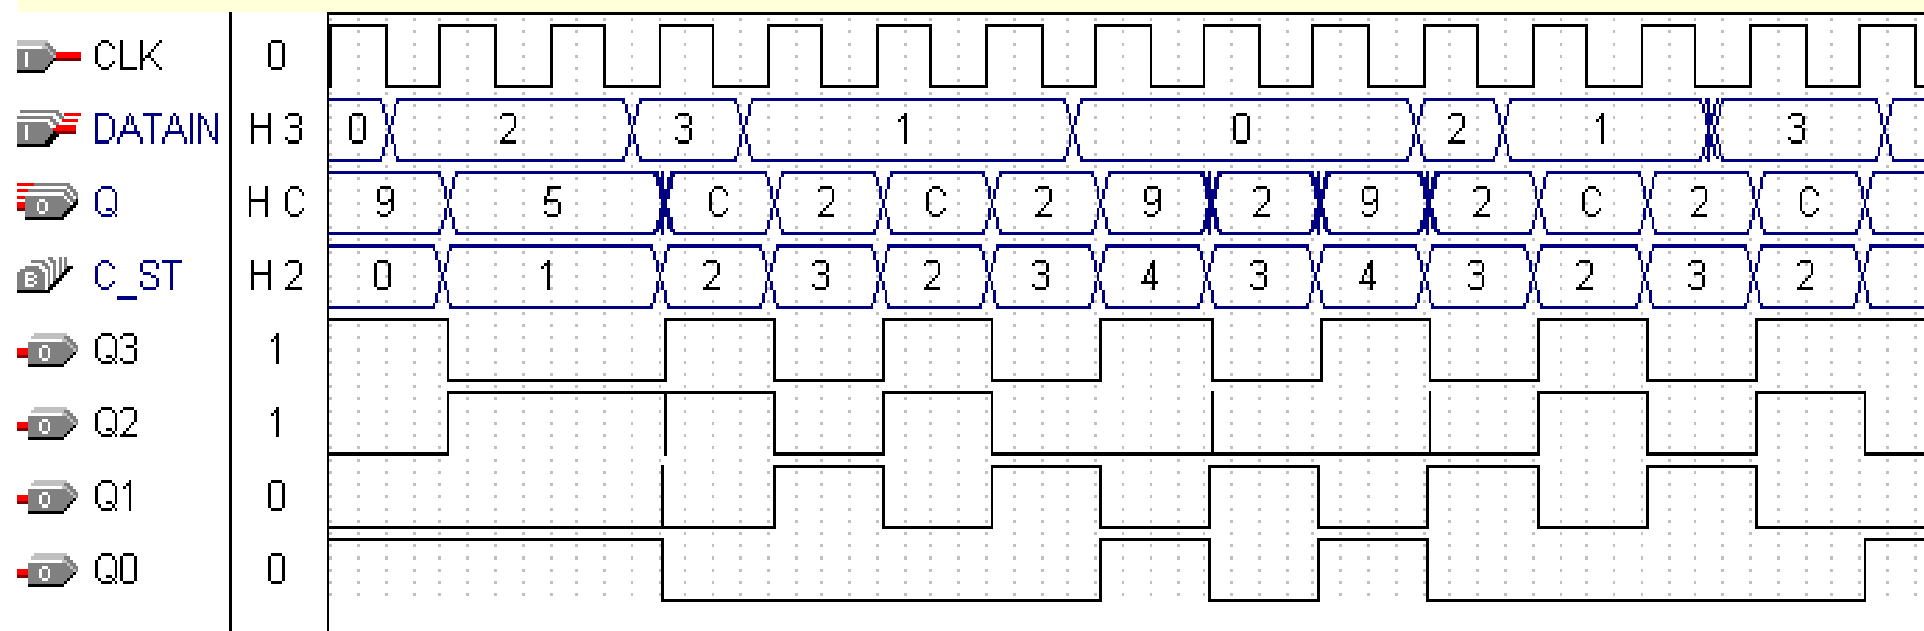 CLK 0
DATAIN H 3 0 2 3 1 0 2 1 3
Q H C 9 5 C 2 C 2 9 2 9 2 C 2 C
C_ST H 2 0 1 2 3 2 3 4 3 4 3 2 3 2
Q3 1
Q2 1
Q1 0
Q0 0
I
I
O
B
O
O
O
O